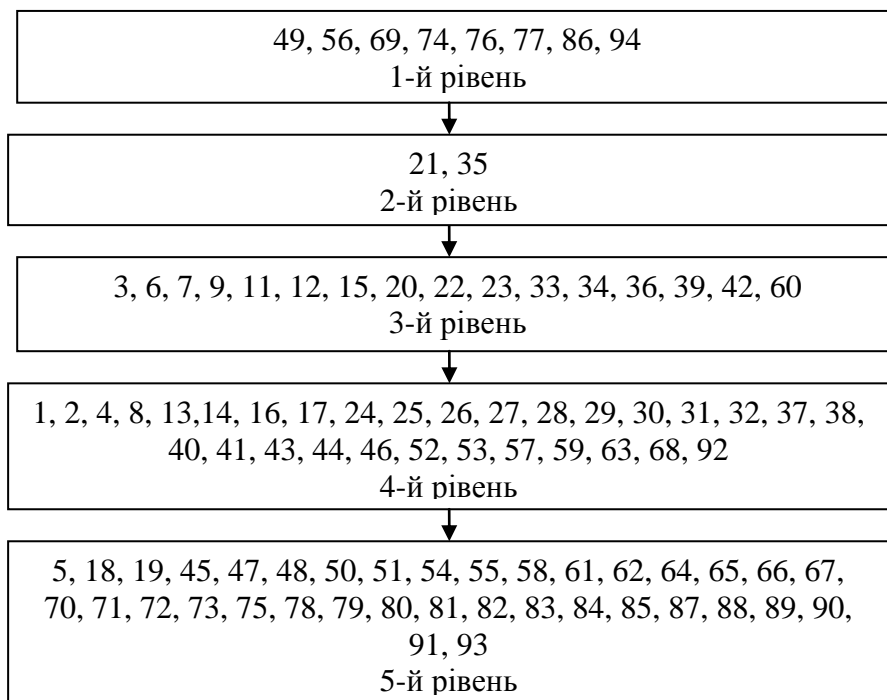 49, 56, 69, 74, 76, 77, 86, 94
1-й рівень
21, 35
2-й рівень
3, 6, 7, 9, 11, 12, 15, 20, 22, 23, 33, 34, 36, 39, 42, 60
3-й рівень
1, 2, 4, 8, 13,14, 16, 17, 24, 25, 26, 27, 28, 29, 30, 31, 32, 37, 38,
40, 41, 43, 44, 46, 52, 53, 57, 59, 63, 68, 92
4-й рівень
5, 18, 19, 45, 47, 48, 50, 51, 54, 55, 58, 61, 62, 64, 65, 66, 67,
70, 71, 72, 73, 75, 78, 79, 80, 81, 82, 83, 84, 85, 87, 88, 89, 90,
91, 93
5-й рівень